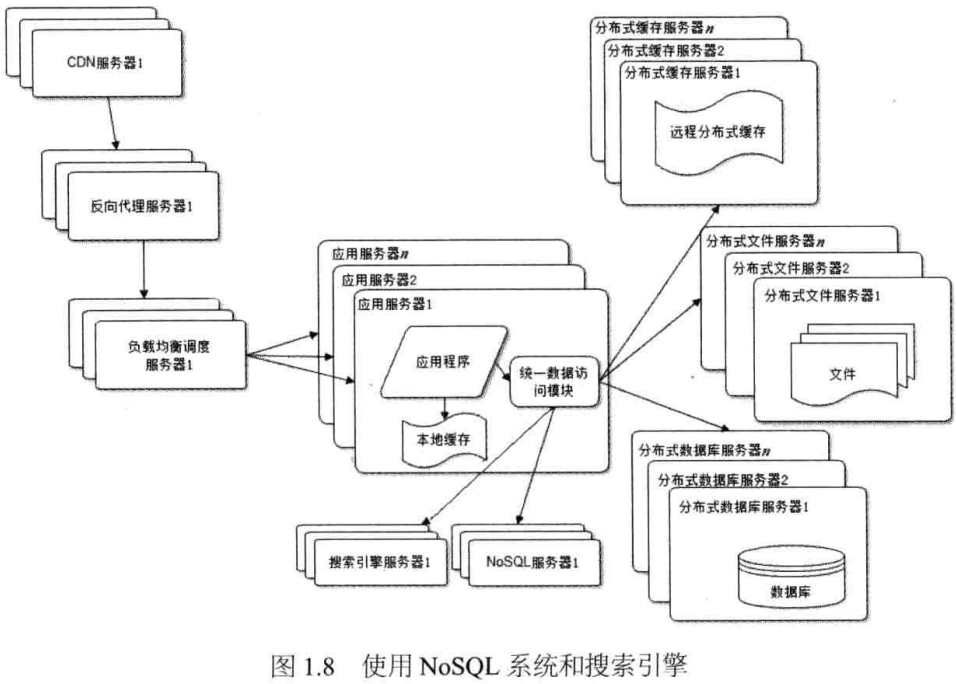 CDN服务器1
反向代理服务器1
负载均衡调度
服务器1
应用服务器n
应用服务器2
应用服务器1
应用程序
统一数据访
问模块
本地缓存
搜索引擎服务器1
NoSQL服务器1
分布式缓存服务器n
分布式缓存服务器2
分布式缓存服务器1
远程分布式缓存
分布式文件服务器n
分布式文件服务器2
分布式文件服务器1
文件
分布式数据库服务器n
分布式数据库服务器2
分布式数据库服务器1
数据库
图 1.8 使用 NoSQL 系统和搜索引擎